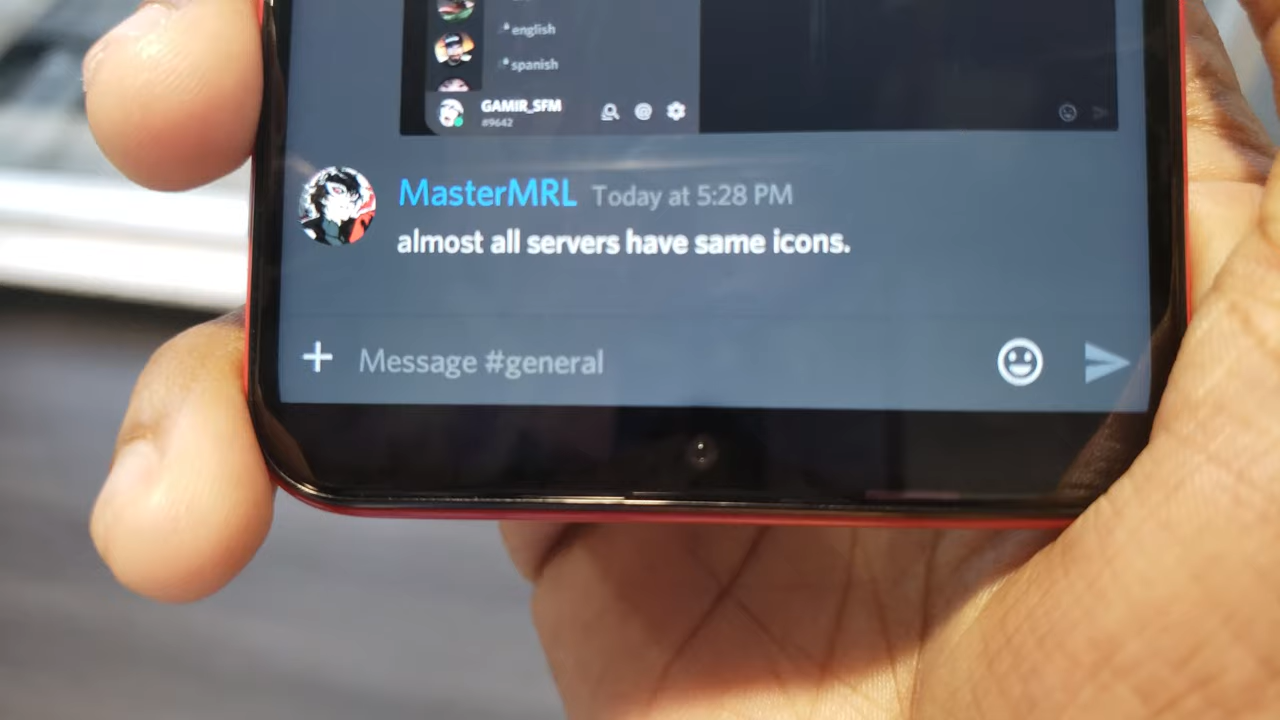 english
spanish
GAMIR_SFM
#9642
MasterMRL Today at 5:28 PM
almost all servers have same icons.
Message #general